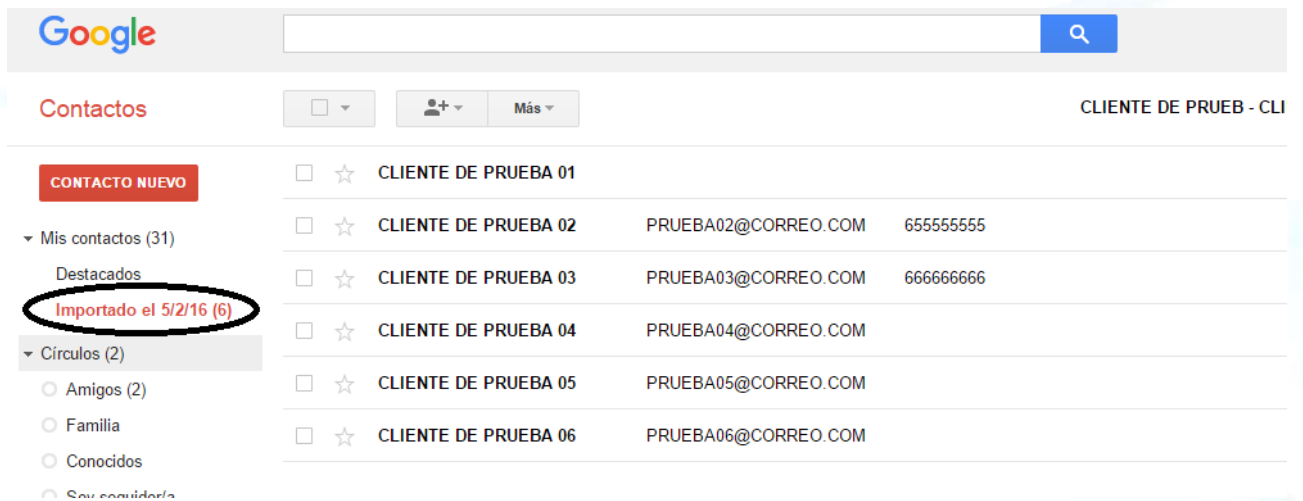 Google
Contactos
Más
CLIENTE DE PRUEB - CLI
CONTACTO NUEVO
Mis contactos (31)
Destacados
Importado el 5/2/16 (6)
Círculos (2)
Amigos (2)
Familia
Conocidos
Soy seguidor/a
CLIENTE DE PRUEBA 01
CLIENTE DE PRUEBA 02 PRUEBA02@CORREO.COM 655555555
CLIENTE DE PRUEBA 03 PRUEBA03@CORREO.COM 666666666
CLIENTE DE PRUEBA 04 PRUEBA04@CORREO.COM
CLIENTE DE PRUEBA 05 PRUEBA05@CORREO.COM
CLIENTE DE PRUEBA 06 PRUEBA06@CORREO.COM